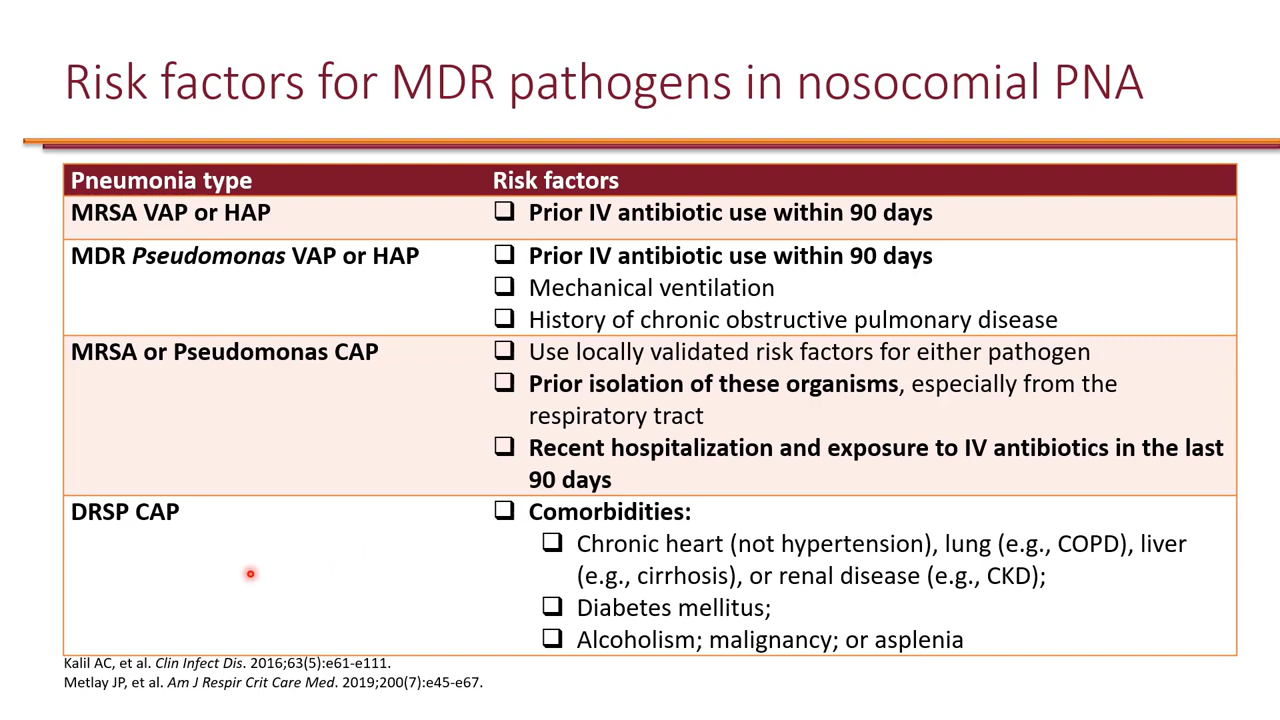 Risk factors for MDR pathogens in nosocomial PNA
Pneumonia type
Risk factors
MRSA VAP or HAP
❑ Prior IV antibiotic use within 90 days
MDR Pseudomonas VAP or HAP
❑ Prior IV antibiotic use within 90 days
❑ Mechanical ventilation
❑ History of chronic obstructive pulmonary disease
MRSA or Pseudomonas CAP
❑ Use locally validated risk factors for either pathogen
❑ Prior isolation of these organisms, especially from the
respiratory tract
❑ Recent hospitalization and exposure to IV antibiotics in the last
90 days
DRSP CAP
❑ Comorbidities:
❑ Chronic heart (not hypertension), lung (e.g., COPD), liver
(e.g., cirrhosis), or renal disease (e.g., CKD);
❑ Diabetes mellitus;
❑ Alcoholism; malignancy; or asplenia
Kalil AC, et al. Clin Infect Dis. 2016;63(5):e61-e111.
Metlay JP, et al. Am J Respir Crit Care Med. 2019;200(7):e45-e67.